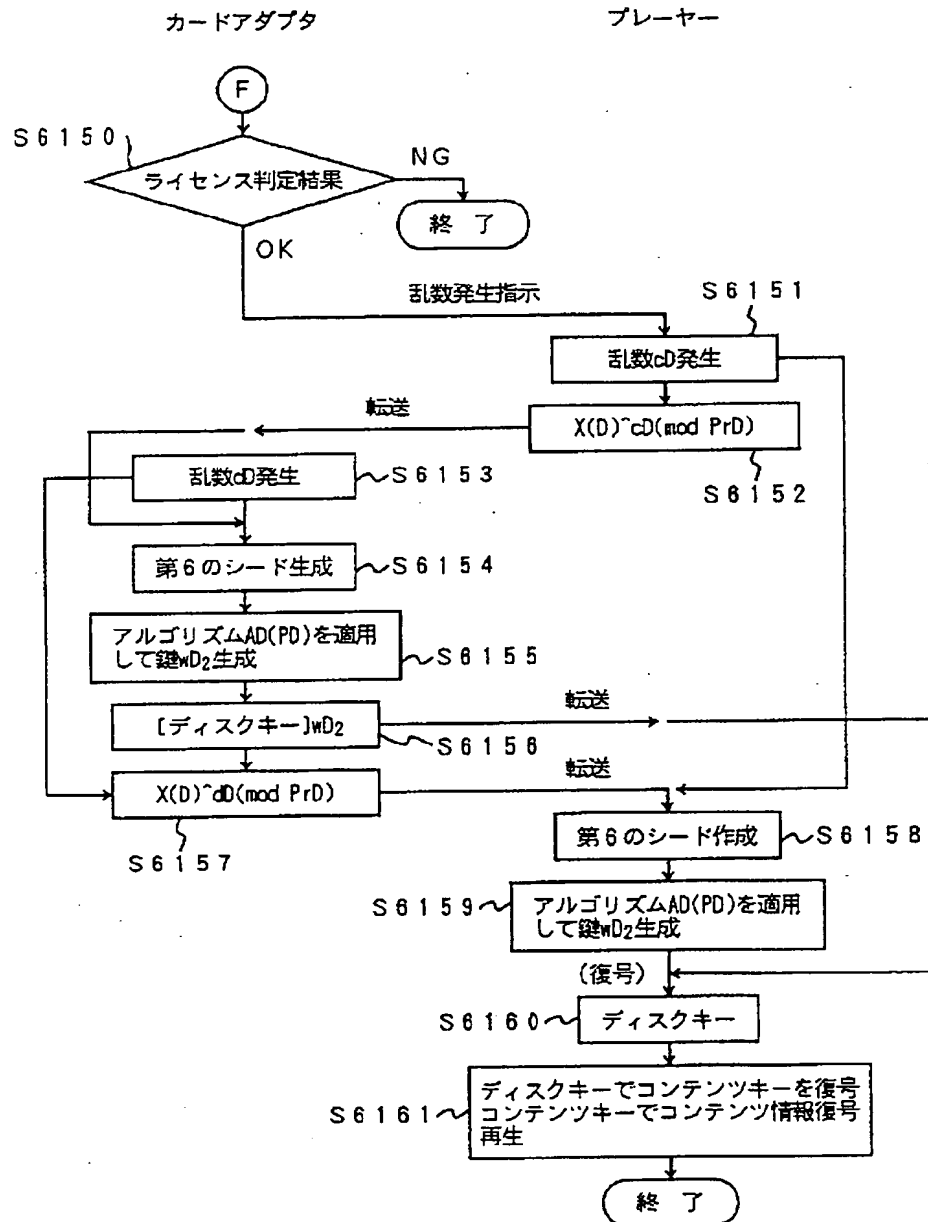 カードアダプタ
プレーヤー
F
S6150
ライセンス判定結果
NG
終了
OK
乱数発生指示
S6151
乱数cD発生
転送
X(D)^cD(mod PrD)
S6152
乱数dD発生
S6153
第6のシード生成
S6154
アルゴリズムAD(PD)を適用
して鍵wD₂生成
S6155
転送
[ディスクキー]wD₂
S6156
転送
X(D)^dD(mod PrD)
S6157
第6のシード作成
S6158
S6159
アルゴリズムAD(PD)を適用
して鍵wD₂生成
(復号)
S6160
ディスクキー
S6161
ディスクキーでコンテンツキーを復号
コンテンツキーでコンテンツ情報復号
再生
終了